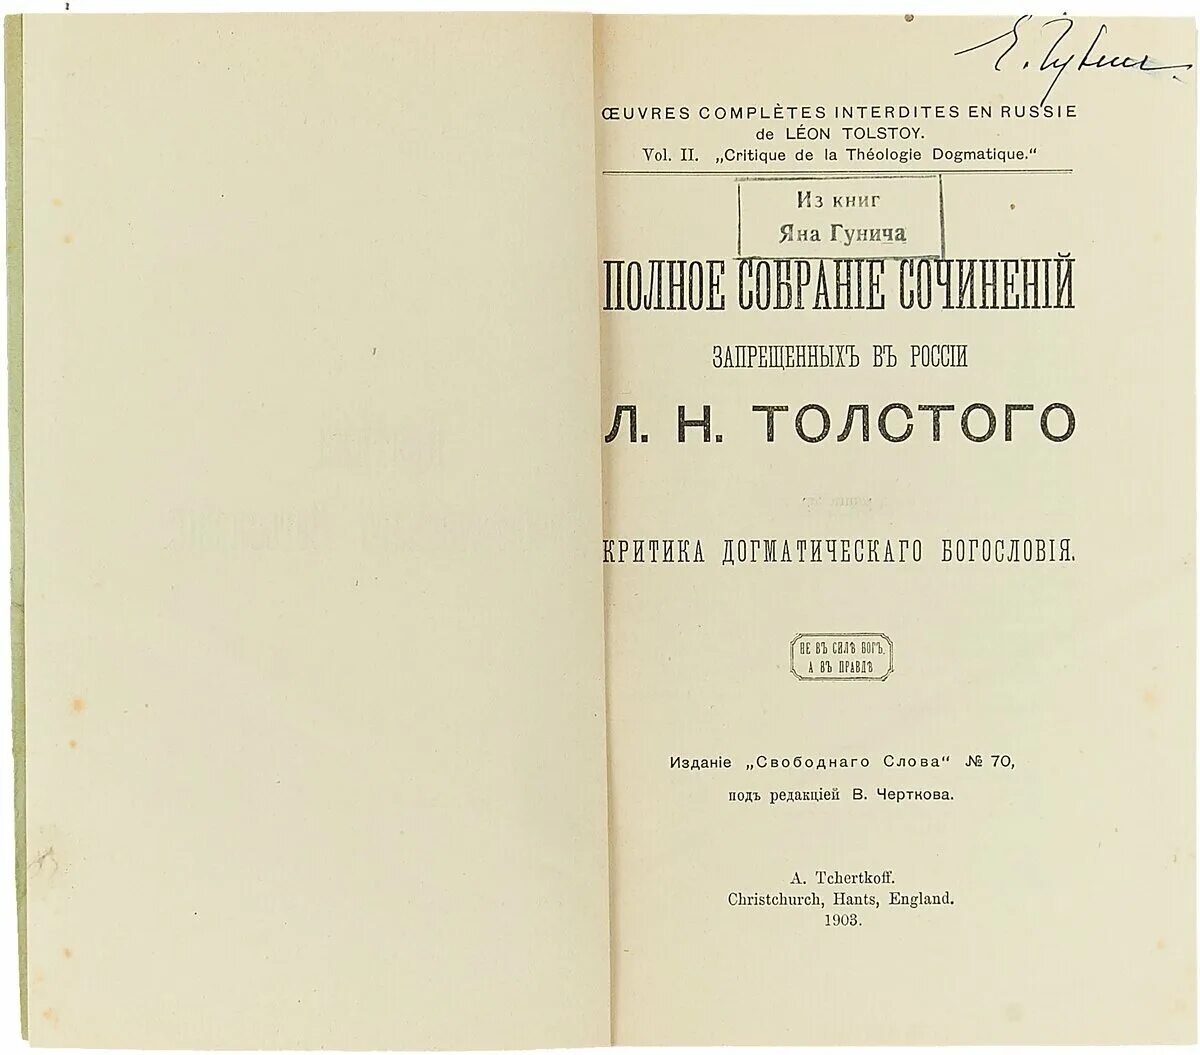 ŒUVRES COMPLÈTES INTERDITES EN RUSSIE
de LÉON TOLSTOY.
Vol. II. „Critique de la Théologie Dogmatique.“
Из книг
Яна Гунича
ПОЛНОЕ СОБРАНІЕ СОЧИНЕНІЙ
ЗАПРЕЩЕННЫХЪ ВЪ РОССІИ
Л. Н. ТОЛСТОГО
КРИТИКА ДОГМАТИЧЕСКАГО БОГОСЛОВІЯ.
НЕ ВЪ СИЛѢ БОГЪ,
А ВЪ ПРАВДѢ
Изданіе „Свободнаго Слова“ № 70,
подъ редакціей В. Черткова.
A. Tchertkoff.
Christchurch, Hants, England.
1903.